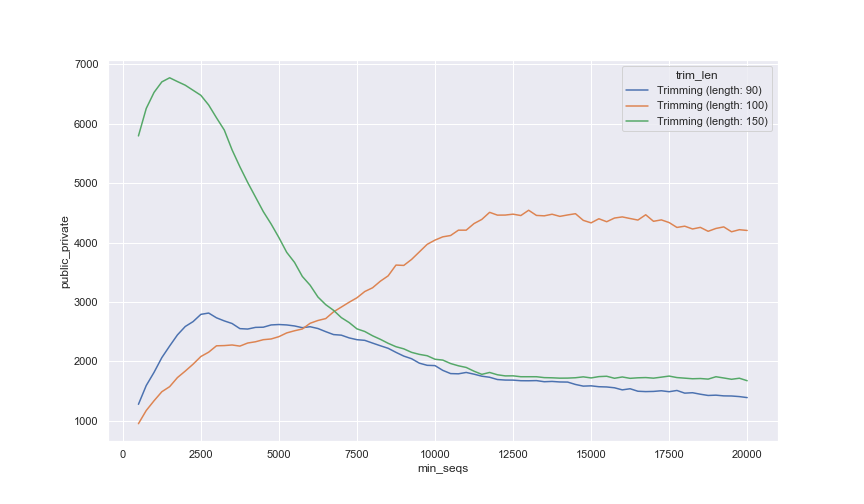 7000
6000
5000
4000
3000
2000
1000
public_private
trim_len
Trimming (length: 90)
Trimming (length: 100)
Trimming (length: 150)
0 2500 5000 7500 10000 12500 15000 17500 20000
min_seqs